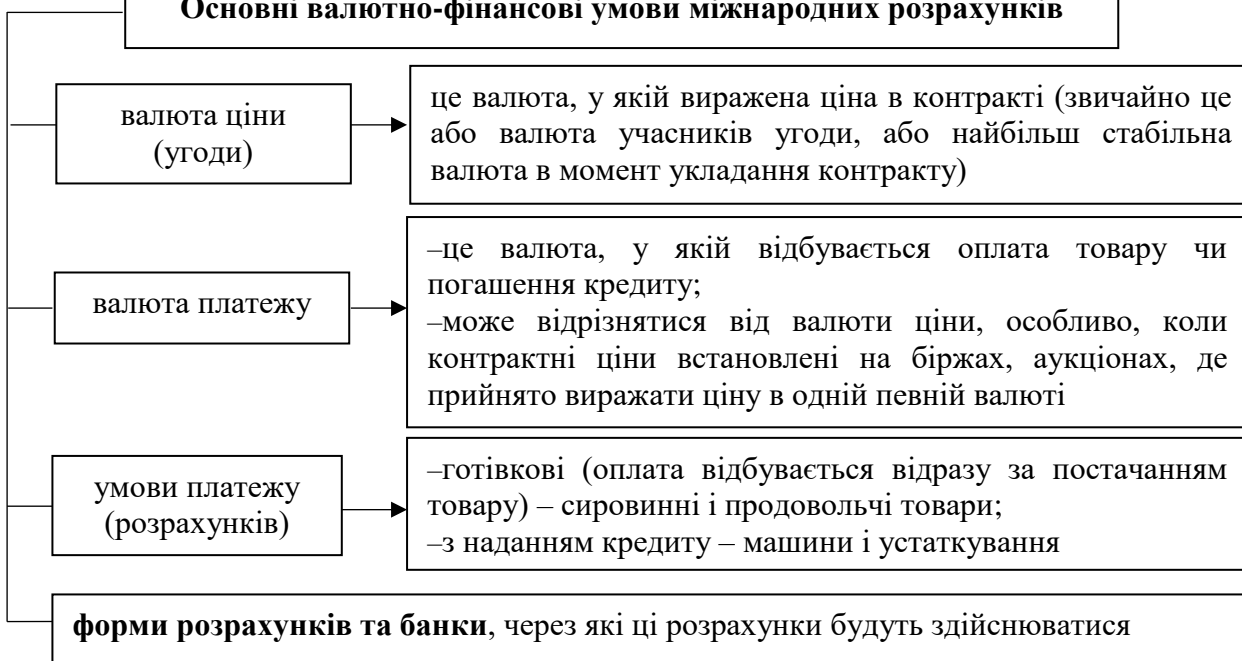 Основні валютно-фінансові умови міжнародних розрахунків
валюта ціни
(угоди)
це валюта, у якій виражена ціна в контракті (звичайно це
або валюта учасників угоди, або найбільш стабільна
валюта в момент укладання контракту)
валюта платежу
–це валюта, у якій відбувається оплата товару чи
погашення кредиту;
–може відрізнятися від валюти ціни, особливо, коли
контрактні ціни встановлені на біржах, аукціонах, де
прийнято виражати ціну в одній певній валюті
умови платежу
(розрахунків)
–готівкові (оплата відбувається відразу за постачанням
товару) – сировинні і продовольчі товари;
–з наданням кредиту – машини і устаткування
форми розрахунків та банки, через які ці розрахунки будуть здійснюватися